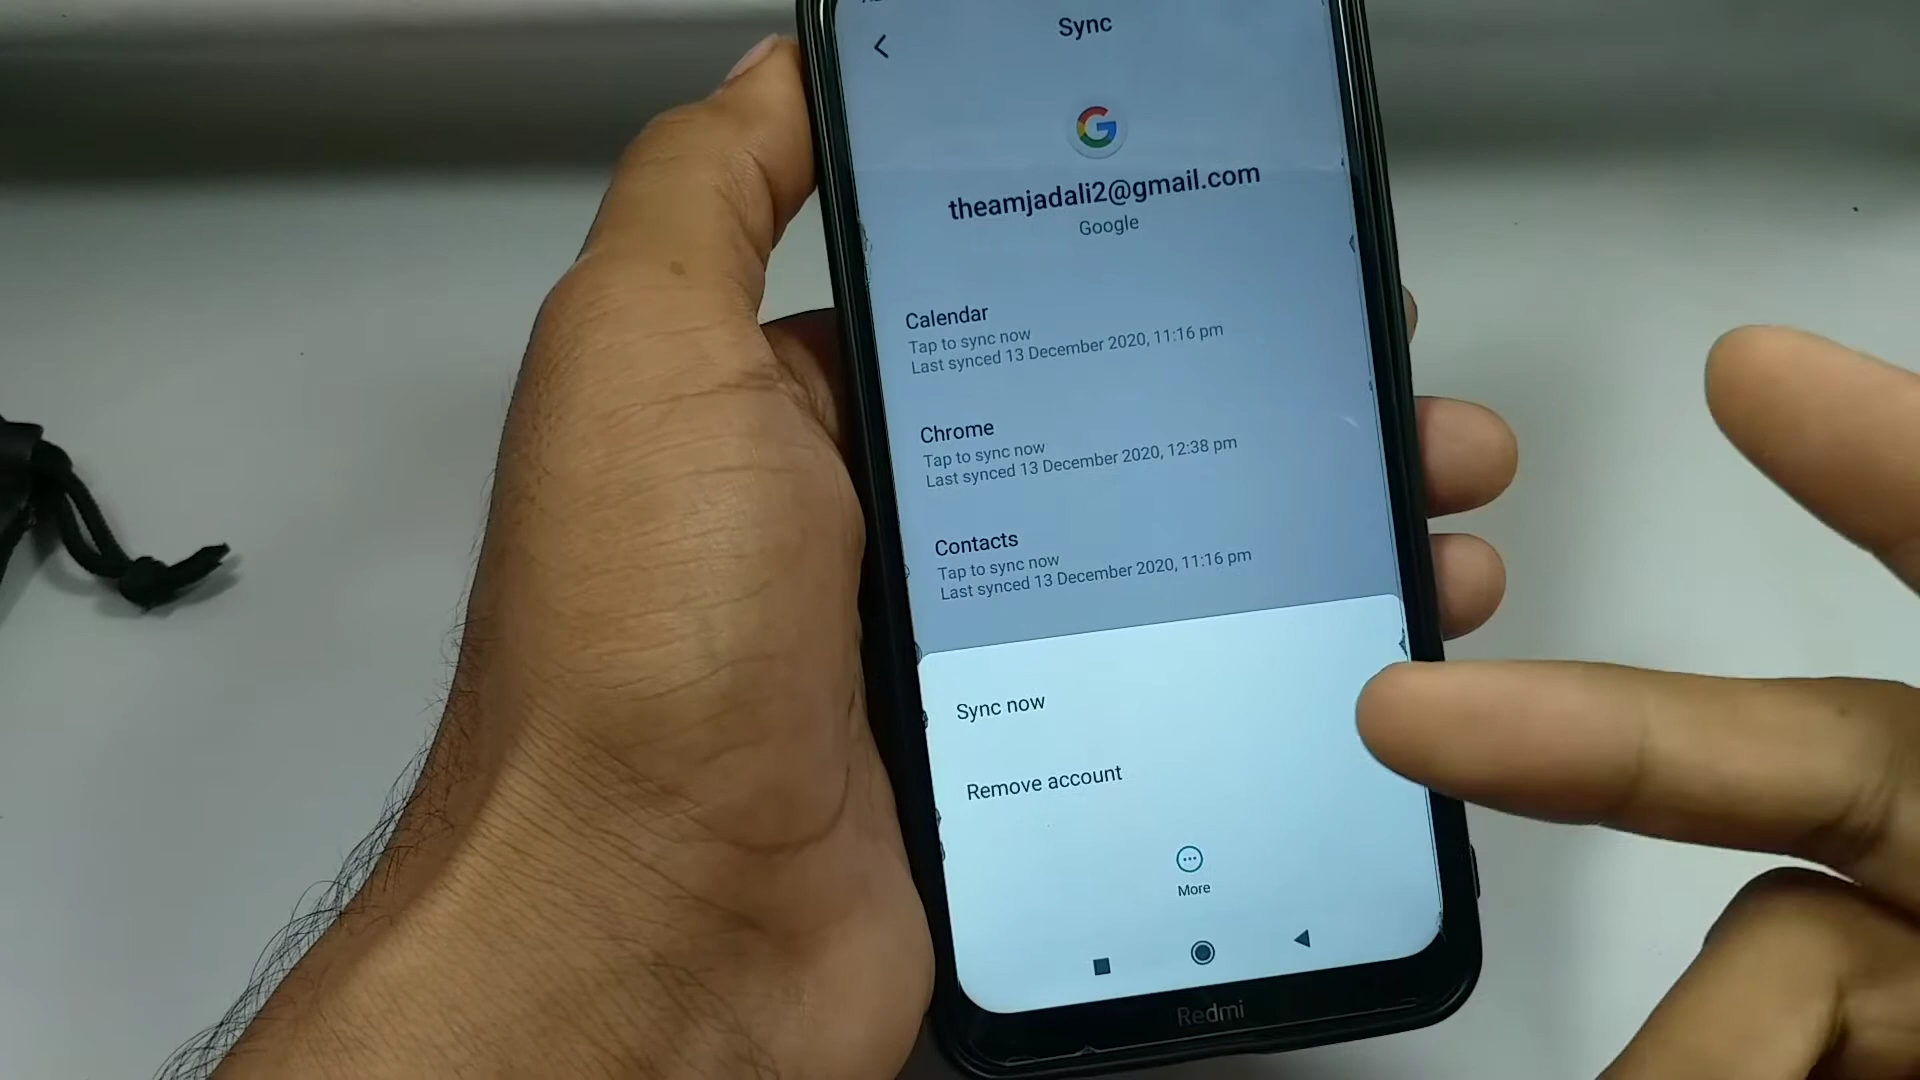 Sync
theamjadali2@gmail.com
Google
Calendar
Tap to sync now
Last synced 13 December 2020, 11:16 pm
Chrome
Tap to sync now
Last synced 13 December 2020, 12:38 pm
Contacts
Tap to sync now
Last synced 13 December 2020, 11:16 pm
Sync now
Remove account
More
Redmi